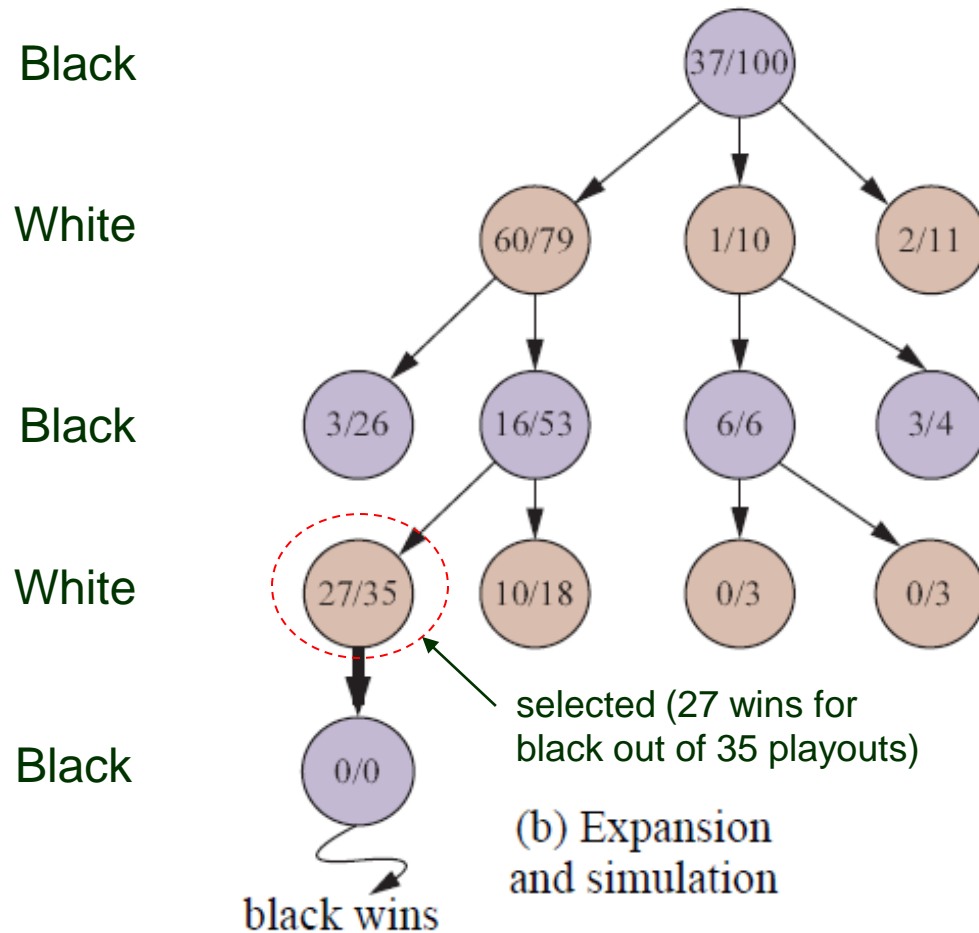 Black
37/100
White
60/79
1/10
2/11
Black
3/26
16/53
6/6
3/4
White
27/35
10/18
0/3
0/3
selected (27 wins for
black out of 35 playouts)
Black
0/0
(b) Expansion
and simulation
black wins